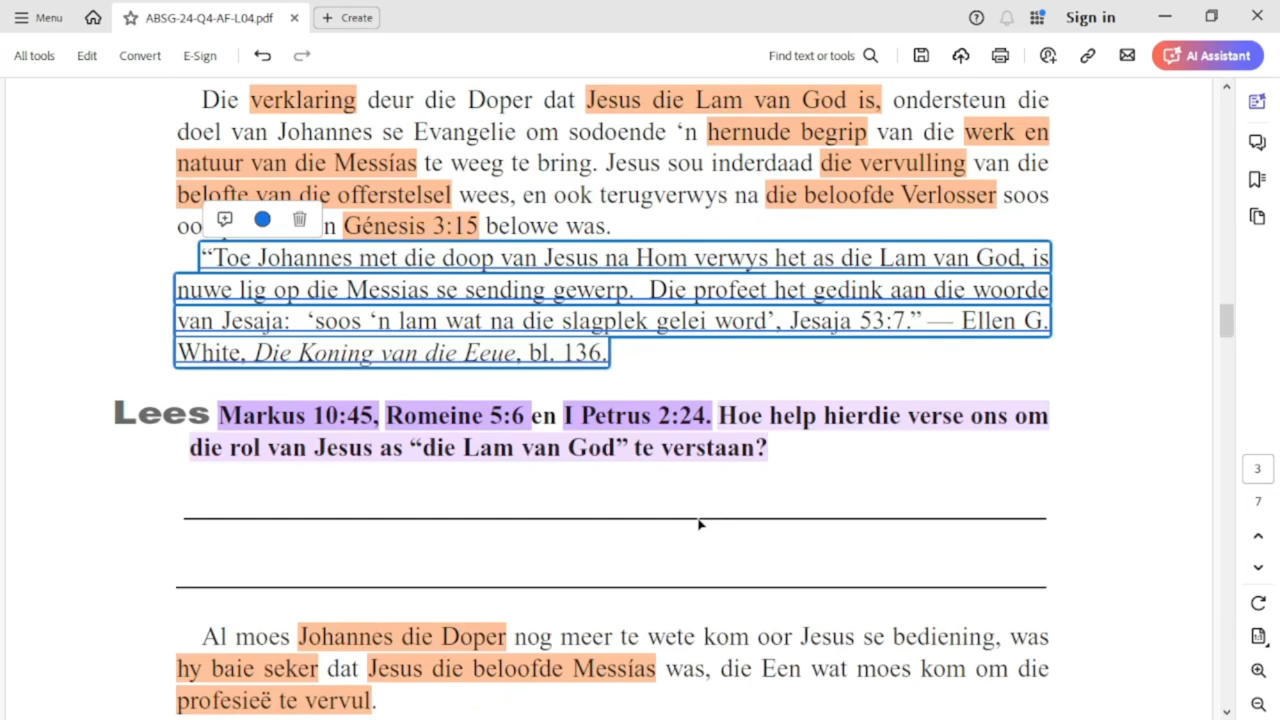 Menu
ABSG-24-Q4-AF-L04.pdf
Create
Sign in
All tools
Edit
Convert
E-Sign
Find text or tools
AI Assistant
Die verklaring deur die Doper dat Jesus die Lam van God is, ondersteun die
doel van Johannes se Evangelie om sodoende ‘n hernude begrip van die werk en
natuur van die Messías te weeg te bring. Jesus sou inderdaad die vervulling van die
belofte van die offerstelsel wees, en ook terugverwys na die beloofde Verlosser soos
Génesis 3:15 belowe was.
“Toe Johannes met die doop van Jesus na Hom verwys het as die Lam van God, is
nuwe lig op die Messias se sending gewerp. Die profeet het gedink aan die woorde
van Jesaja: ‘soos ‘n lam wat na die slagplek gelei word’, Jesaja 53:7.” — Ellen G.
White, Die Koning van die Eeue, bl. 136.
Lees Markus 10:45, Romeine 5:6 en I Petrus 2:24. Hoe help hierdie verse ons om
die rol van Jesus as “die Lam van God” te verstaan?
Al moes Johannes die Doper nog meer te wete kom oor Jesus se bediening, was
hy baie seker dat Jesus die beloofde Messías was, die Een wat moes kom om die
profesieë te vervul.
3
7